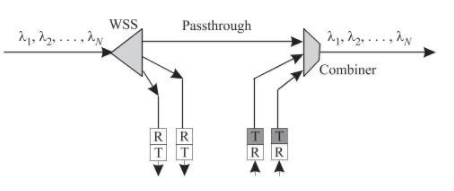 WSS
Passthrough
λ1, λ2, . . . , λN
λ1, λ2, . . . , λN
Combiner
R R T T
T T R R